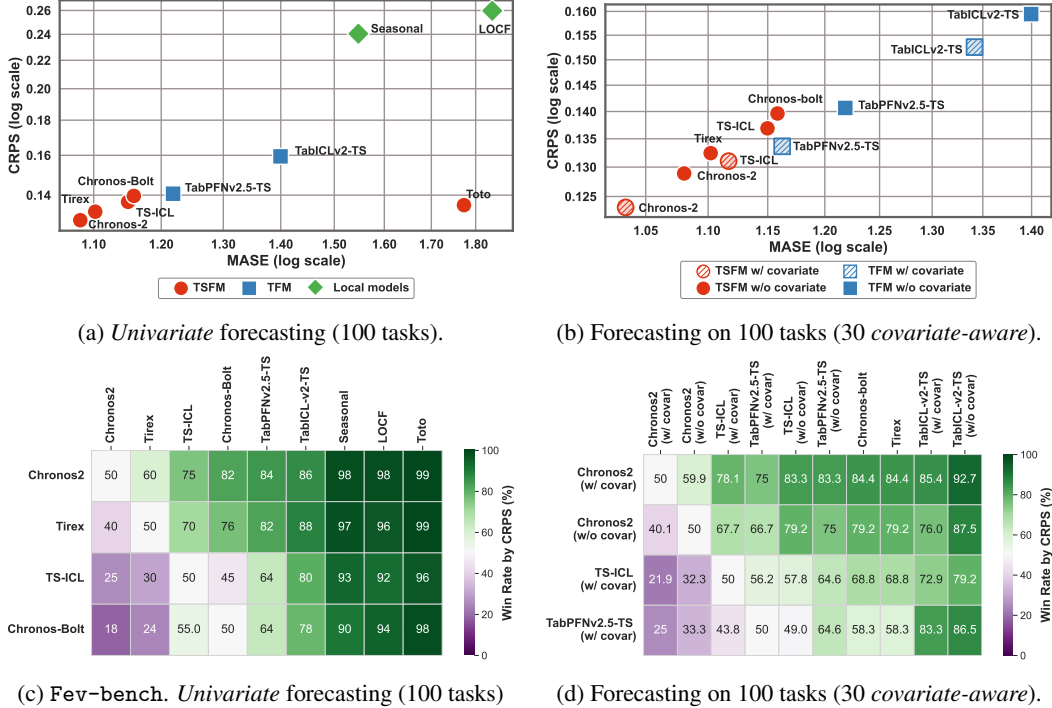 0.26
0.24
0.22
0.20
0.18
0.16
0.14
CRPS (log scale)
Seasonal
LOCF
TabICLv2-TS
Chronos-Bolt
TabPFNv2.5-TS
Tirex
TS-ICL
Chronos-2
Toto
1.10 1.20 1.30 1.40 1.50 1.60 1.70 1.80
MASE (log scale)
TSFM TFM Local models
(a) Univariate forecasting (100 tasks).
0.160
0.155
0.150
0.145
0.140
0.135
0.130
0.125
CRPS (log scale)
TabICLv2-TS
TabICLv2-TS
Chronos-bolt
TabPFNv2.5-TS
TS-ICL
Tirex
TabPFNv2.5-TS
TS-ICL
Chronos-2
Chronos-2
1.05 1.10 1.15 1.20 1.25 1.30 1.35 1.40
MASE (log scale)
TSFM w/ covariate TFM w/ covariate
TSFM w/o covariate TFM w/o covariate
(b) Forecasting on 100 tasks (30 covariate-aware).
Chronos2 Tirex TS-ICL Chronos-Bolt TabPFNv2.5-TS TabICL-v2-TS Seasonal LOCF Toto
Chronos2 50 60 75 82 84 86 98 98 99
Tirex 40 50 70 76 82 88 97 96 99
TS-ICL 25 30 50 45 64 80 93 92 96
Chronos-Bolt 18 24 55.0 50 64 78 90 94 98
100
80
60
40
20
0
Win Rate by CRPS (%)
(c) Fev-bench. Univariate forecasting (100 tasks)
Chronos2 (w/ covar)
Chronos2 (w/o covar)
TS-ICL (w/ covar)
TabPFNv2.5-TS (w/ covar)
TS-ICL (w/o covar)
TabPFNv2.5-TS (w/o covar)
Chronos-bolt
Tirex
TabICL-v2-TS (w/ covar)
TabICL-v2-TS (w/o covar)
Chronos2
(w/ covar)
50 59.9 78.1 75 83.3 83.3 84.4 84.4 85.4 92.7
Chronos2
(w/o covar)
40.1 50 67.7 66.7 79.2 75 79.2 79.2 76.0 87.5
TS-ICL
(w/ covar)
21.9 32.3 50 56.2 57.8 64.6 68.8 68.8 72.9 79.2
TabPFNv2.5-TS
(w/ covar)
25 33.3 43.8 50 49.0 64.6 58.3 58.3 83.3 86.5
100
80
60
40
20
0
Win Rate by CRPS (%)
(d) Forecasting on 100 tasks (30 covariate-aware).